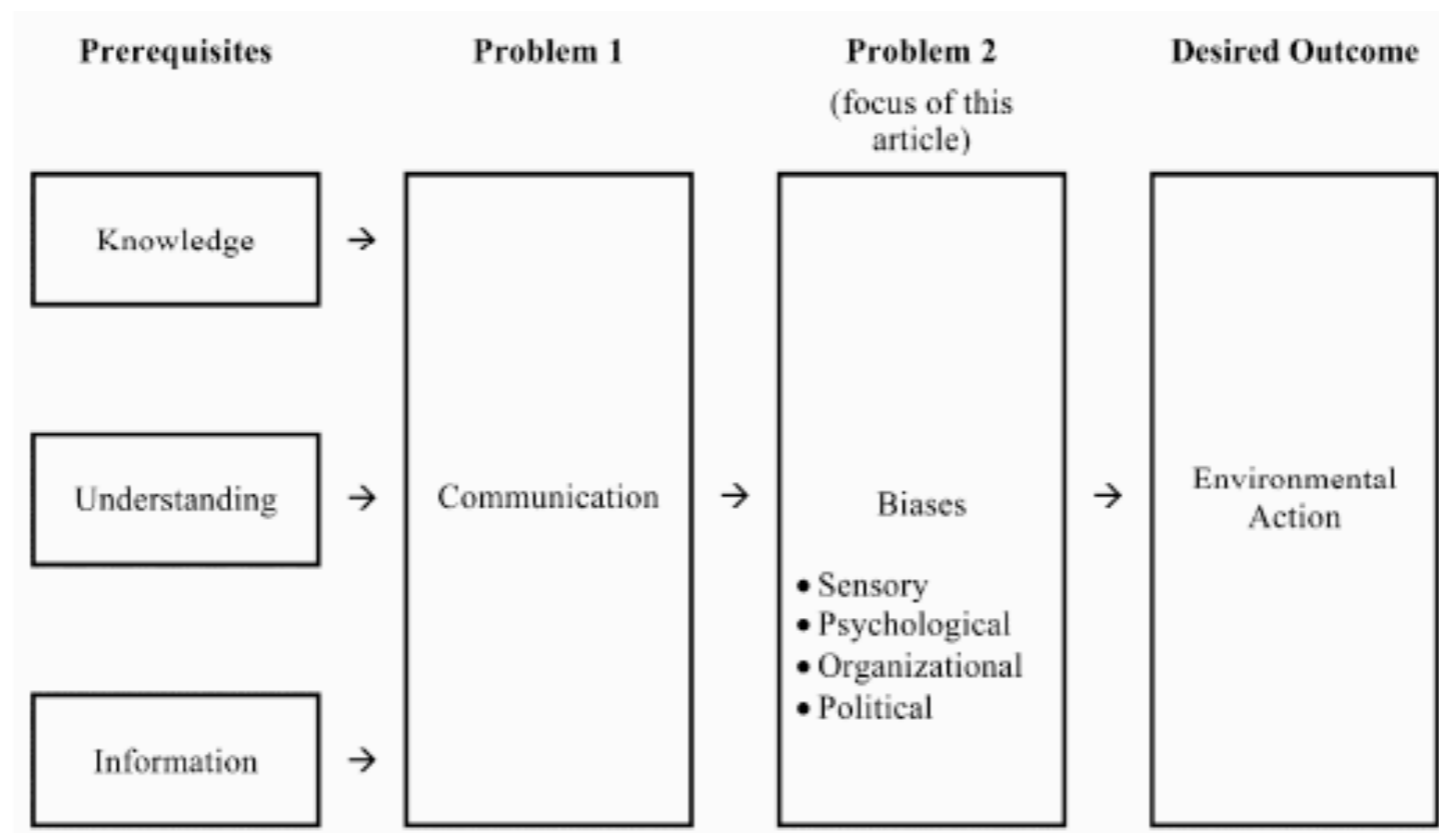 Prerequisites
Problem 1
Problem 2
(focus of this
article)
Desired Outcome
Knowledge
→
Understanding
→
Information
→
Communication
→
Biases
• Sensory
• Psychological
• Organizational
• Political
→
Environmental
Action